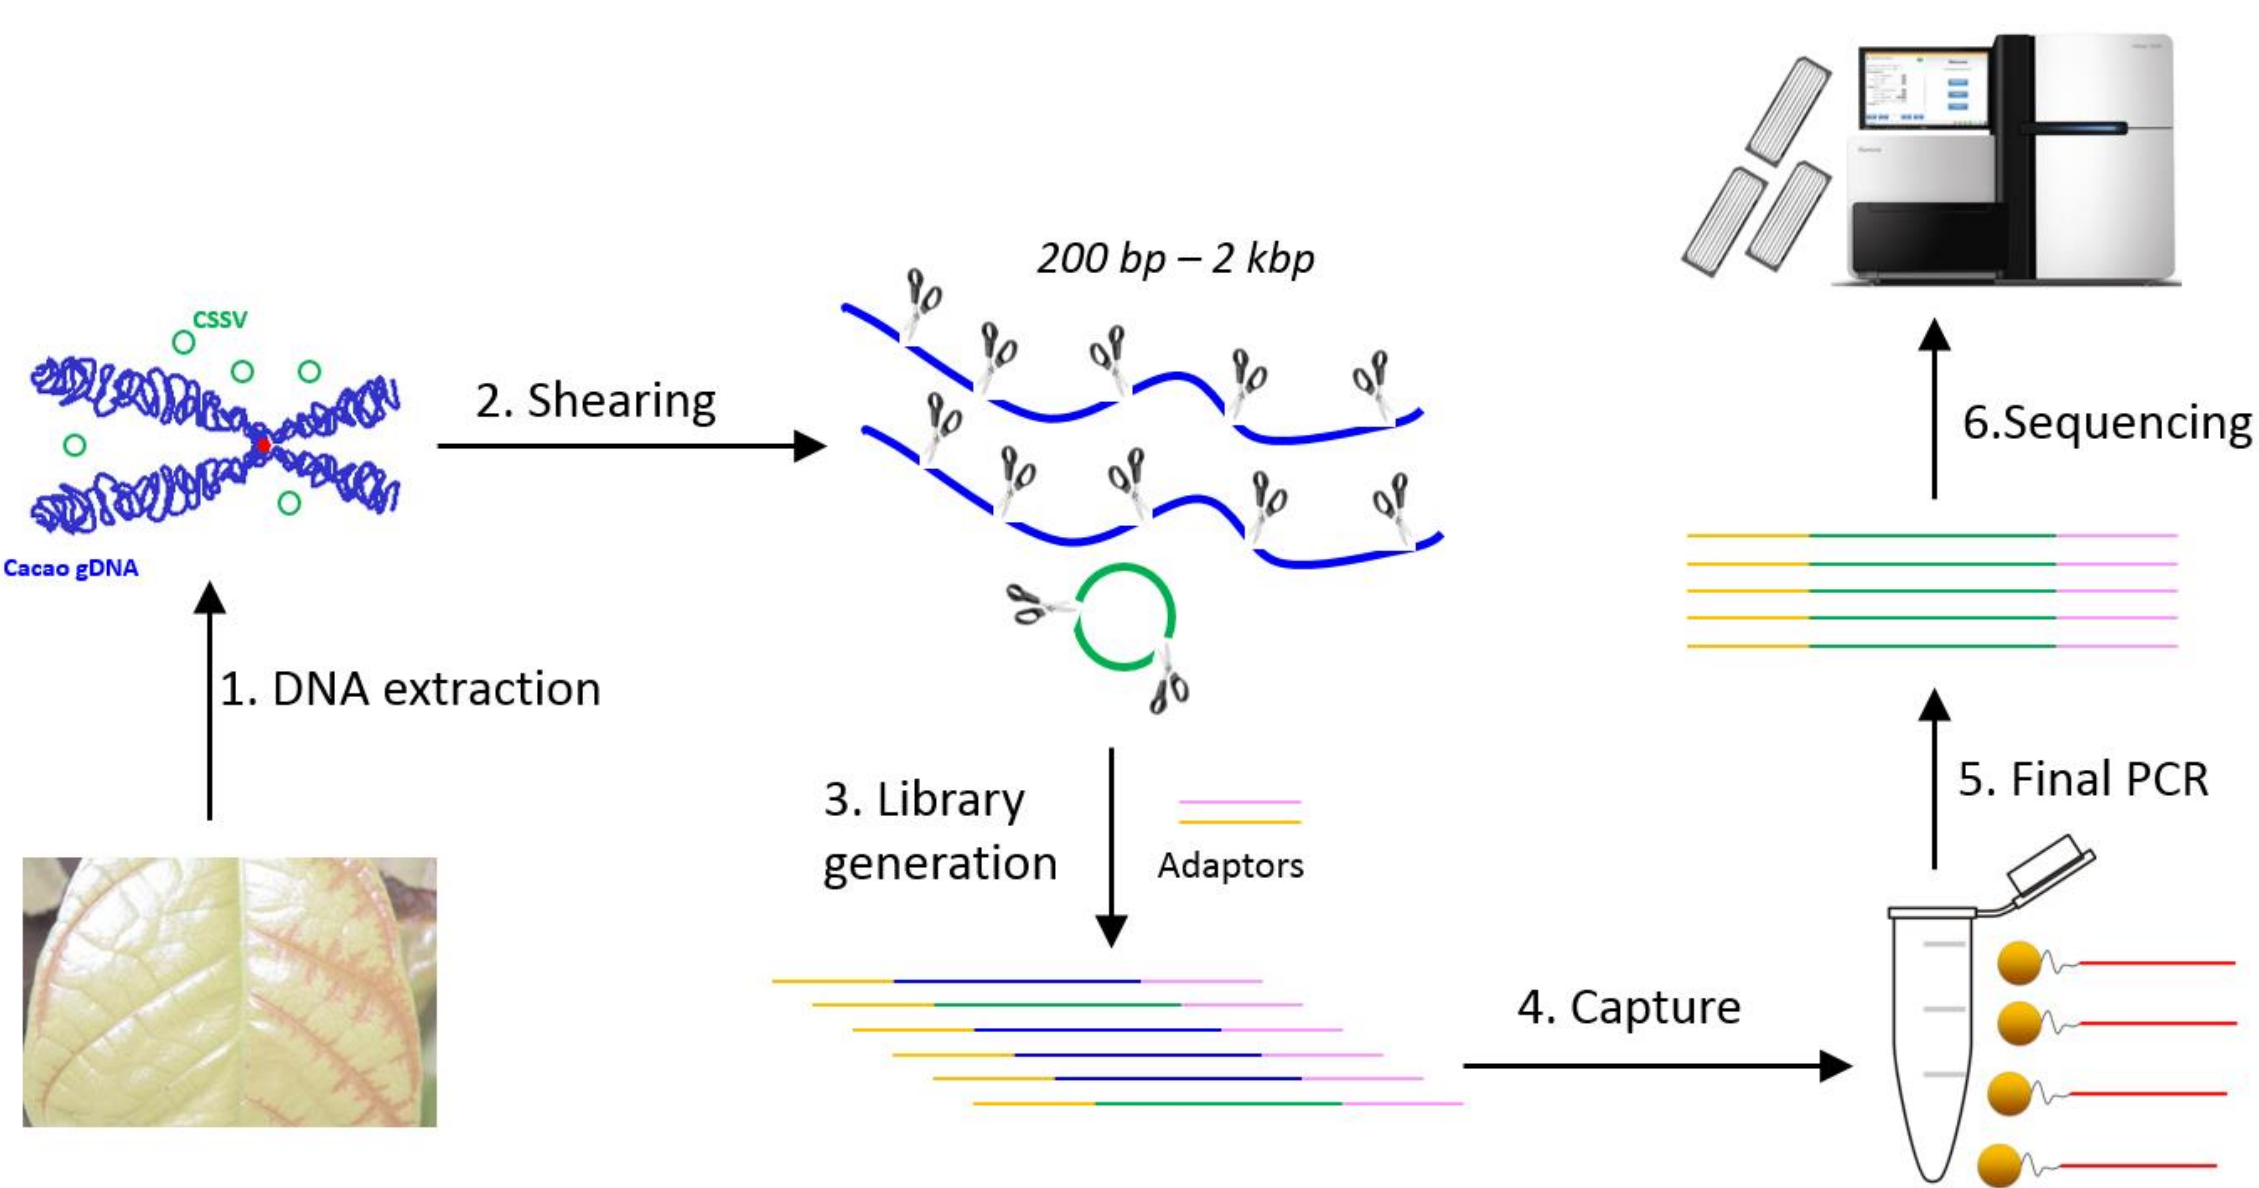 CSSV
Cacao gDNA
1. DNA extraction
2. Shearing
200 bp – 2 kbp
3. Library
generation
Adaptors
4. Capture
5. Final PCR
6.Sequencing